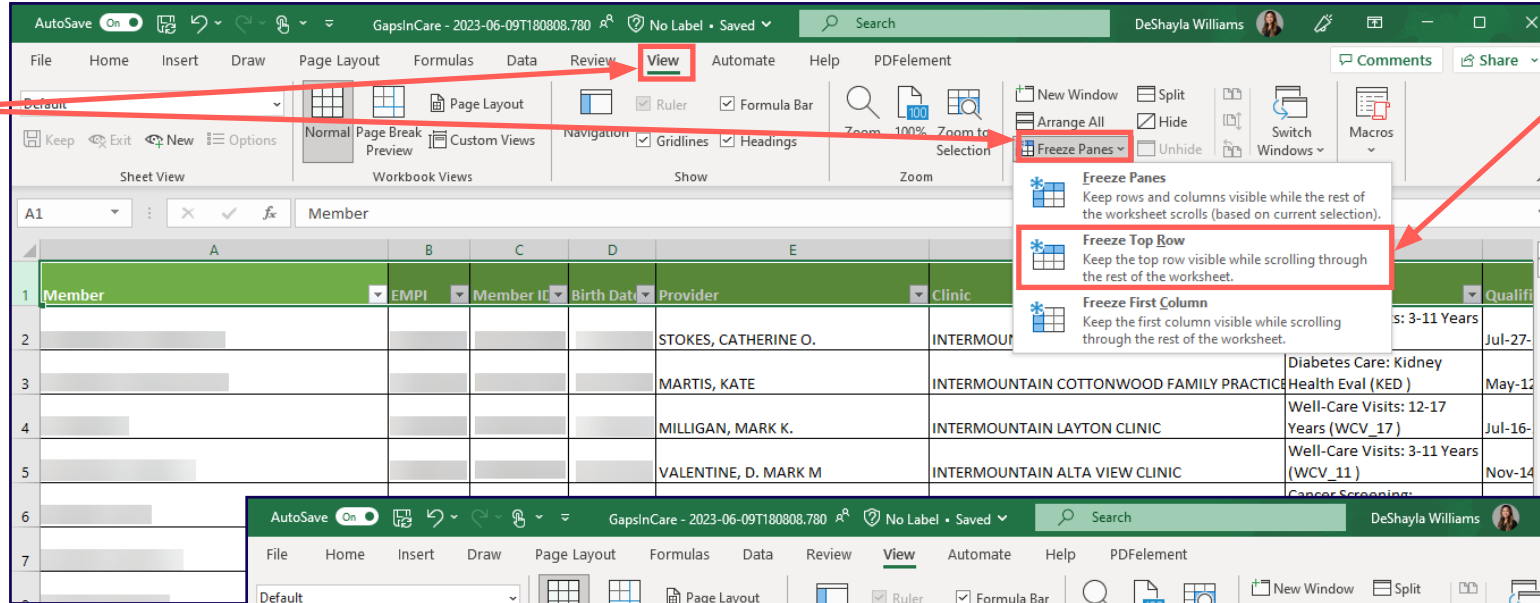 AutoSave On GapsInCare - 2023-06-09T180808.780 No Label • Saved Search DeShayla Williams
File Home Insert Draw Page Layout Formulas Data Review View Automate Help PDFelement Comments Share
Default
Keep Exit New Options
Sheet View
Normal Page Break Preview Page Layout Custom Views
Workbook Views
Navigation Ruler Formula Bar
Gridlines Headings
Show
Zoom 100% Zoom to Selection
Zoom
New Window Split
Arrange All Hide
Freeze Panes Unhide
Switch Windows
Macros
Freeze Panes
Keep rows and columns visible while the rest of
the worksheet scrolls (based on current selection).
Freeze Top Row
Keep the top row visible while scrolling through
the rest of the worksheet.
Freeze First Column
Keep the first column visible while scrolling
through the rest of the worksheet.
A1 fx Member
A B C D E
1 Member EMPI Member ID Birth Date Provider Clinic Qualifi
2 STOKES, CATHERINE O. INTERMOUN s: 3-11 Years Jul-27-
3 MARTIS, KATE INTERMOUNTAIN COTTONWOOD FAMILY PRACTICE Diabetes Care: Kidney Health Eval (KED ) May-12
4 MILLIGAN, MARK K. INTERMOUNTAIN LAYTON CLINIC Well-Care Visits: 12-17 Years (WCV_17 ) Jul-16-
5 VALENTINE, D. MARK M INTERMOUNTAIN ALTA VIEW CLINIC Well-Care Visits: 3-11 Years (WCV_11 ) Nov-14
6 Cancer Screening:
7
AutoSave On GapsInCare - 2023-06-09T180808.780 No Label • Saved Search DeShayla Williams
File Home Insert Draw Page Layout Formulas Data Review View Automate Help PDFelement
Default Page Layout Ruler Formula Bar 100 New Window Split